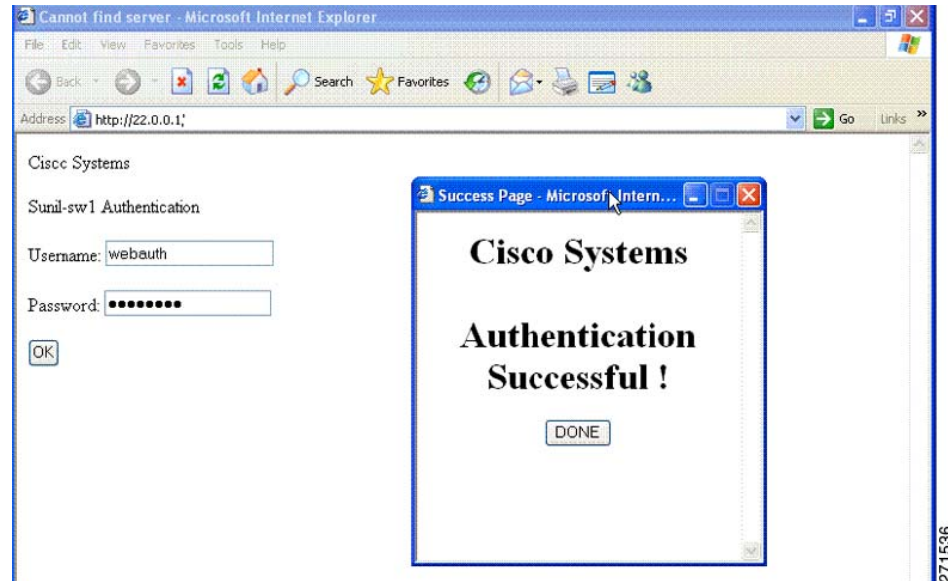 Cannot find server - Microsoft Internet Explorer
File Edit View Favorites Tools Help
Back Search Favorites
Address http://22.0.0.1; Go Links »
Cisco Systems
Sunil-sw1 Authentication
Username: webauth
Password: ●●●●●●●●
OK
Success Page - Microsoft Intern...
Cisco Systems
Authentication
Successful !
DONE
271536